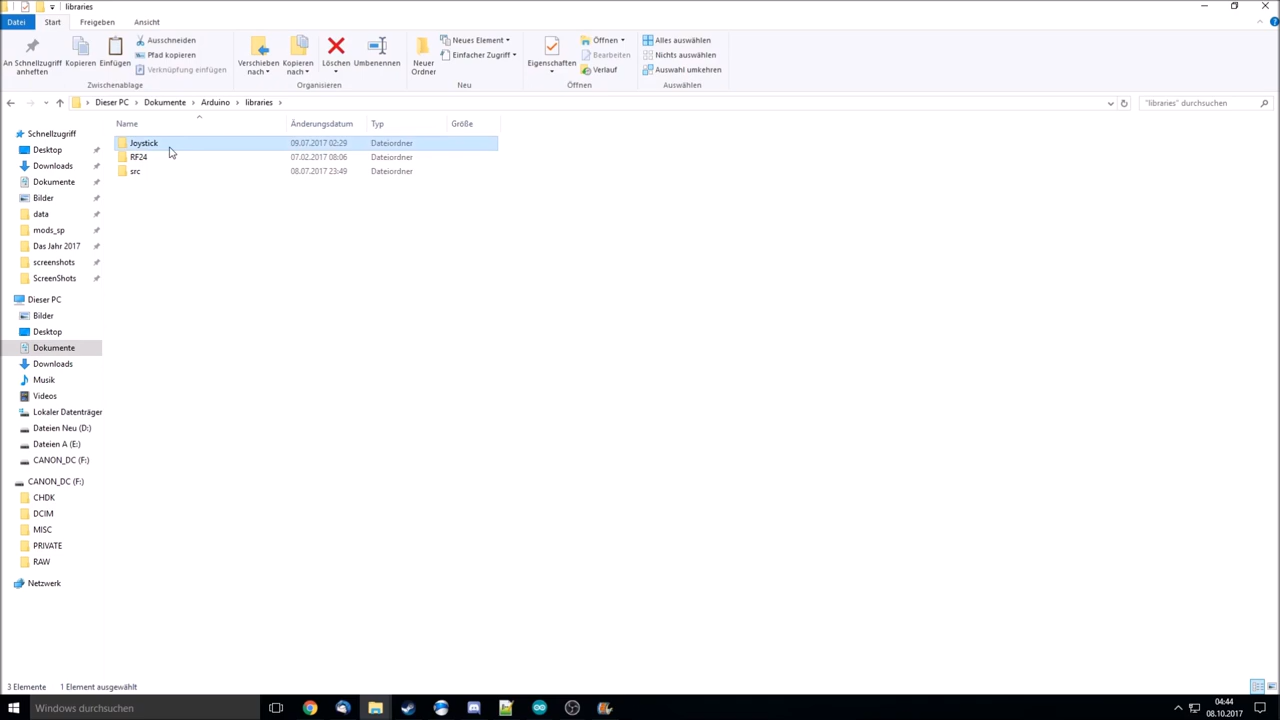 libraries
Datei Start Freigeben Ansicht
An Schnellzugriff anheften
Kopieren
Einfügen
Ausschneiden
Pfad kopieren
Verknüpfung einfügen
Zwischenablage
Verschieben nach
Kopieren nach
Löschen
Umbenennen
Organisieren
Neuer Ordner
Neues Element
Einfacher Zugriff
Neu
Eigenschaften
Öffnen
Bearbeiten
Verlauf
Öffnen
Alles auswählen
Nichts auswählen
Auswahl umkehren
Auswählen
Dieser PC > Dokumente > Arduino > libraries >
"libraries" durchsuchen
Name Änderungsdatum Typ Größe
Joystick 09.07.2017 02:29 Dateiordner
RF24 07.02.2017 08:06 Dateiordner
src 08.07.2017 23:49 Dateiordner
Schnellzugriff
Desktop
Downloads
Dokumente
Bilder
data
mods_sp
Das Jahr 2017
screenshots
ScreenShots
Dieser PC
Bilder
Desktop
Dokumente
Downloads
Musik
Videos
Lokaler Datenträger
Dateien Neu (D:)
Dateien A (E:)
CANON_DC (F:)
CANON_DC (F:)
CHDK
DCIM
MISC
PRIVATE
RAW
Netzwerk
3 Elemente 1 Element ausgewählt
Windows durchsuchen
04:44
08.10.2017